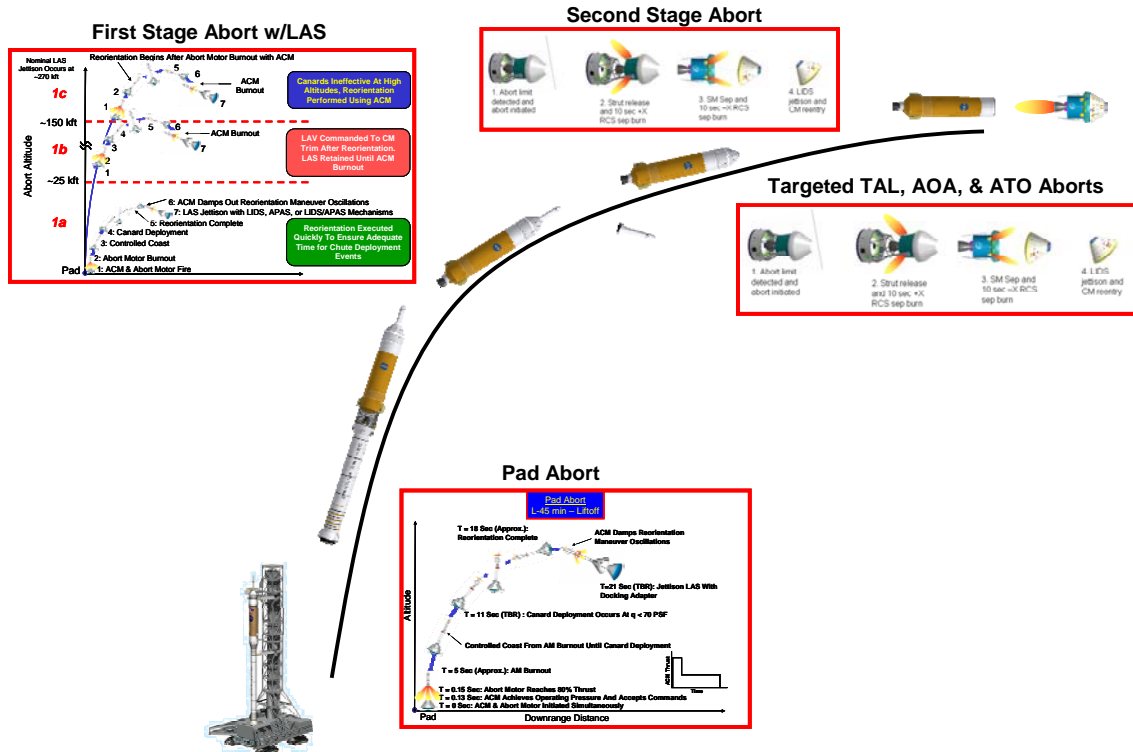 First Stage Abort w/LAS
Nominal LAS
Jettison Occurs at
~270 kft
Reorientation Begins After Abort Motor Burnout with ACM
1c
1
2
5
6
ACM
Burnout
7
Canards Ineffective At High
Altitudes, Reorientation
Performed Using ACM
~150 kft
3
4
5
6
ACM Burnout
7
1b
2
1
LAV Commanded To CM
Trim After Reorientation.
LAS Retained Until ACM
Burnout
~25 kft
Abort Altitude
1a
6: ACM Damps Out Reorientation Maneuver Oscillations
7: LAS Jettison with LIDS, APAS, or LIDS/APAS Mechanisms
5: Reorientation Complete
4: Canard Deployment
3: Controlled Coast
2: Abort Motor Burnout
1: ACM & Abort Motor Fire
Pad
Reorientation Executed
Quickly To Ensure Adequate
Time for Chute Deployment
Events
Second Stage Abort
1. Abort limit
detected and
abort initiated
2. Strut release
and 10 sec +X
RCS sep burn
3. SM Sep and
10 sec -X RCS
sep burn
4. LIDS
jettison and
CM reentry
Targeted TAL, AOA, & ATO Aborts
1. Abort limit
detected and
abort initiated
2. Strut release
and 10 sec +X
RCS sep burn
3. SM Sep and
10 sec -X RCS
sep burn
4. LIDS
jettison and
CM reentry
Pad Abort
Pad Abort
L-45 min – Liftoff
T = 18 Sec (Approx.):
Reorientation Complete
ACM Damps Reorientation
Maneuver Oscillations
T=21 Sec (TBR): Jettison LAS With
Docking Adapter
T = 11 Sec (TBR) : Canard Deployment Occurs At q < 70 PSF
Controlled Coast From AM Burnout Until Canard Deployment
T = 5 Sec (Approx.): AM Burnout
T = 0.15 Sec: Abort Motor Reaches 80% Thrust
T = 0.13 Sec: ACM Achieves Operating Pressure And Accepts Commands
T = 0 Sec: ACM & Abort Motor Initiated Simultaneously
Altitude
Pad
Downrange Distance
ACM Thrust
Time